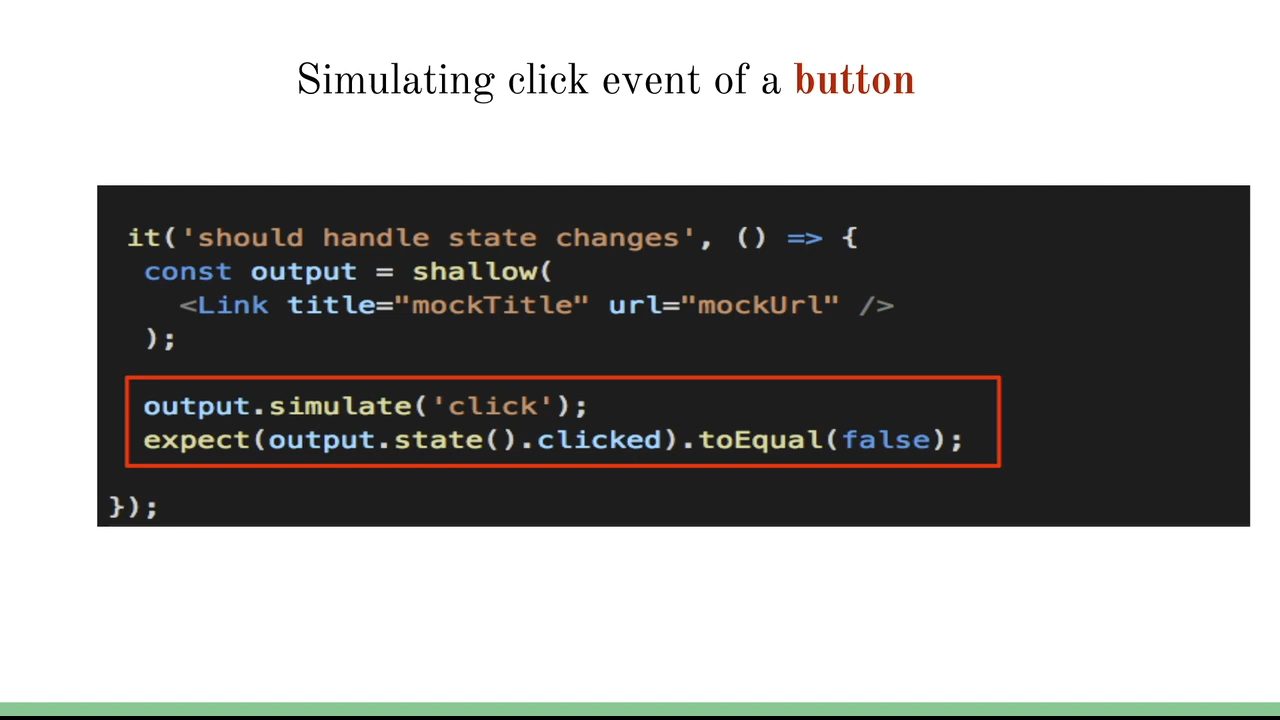 Simulating click event of a button
it('should handle state changes', () => {
const output = shallow(
<Link title="mockTitle" url="mockUrl" />
);
output.simulate('click');
expect(output.state().clicked).toEqual(false);
});